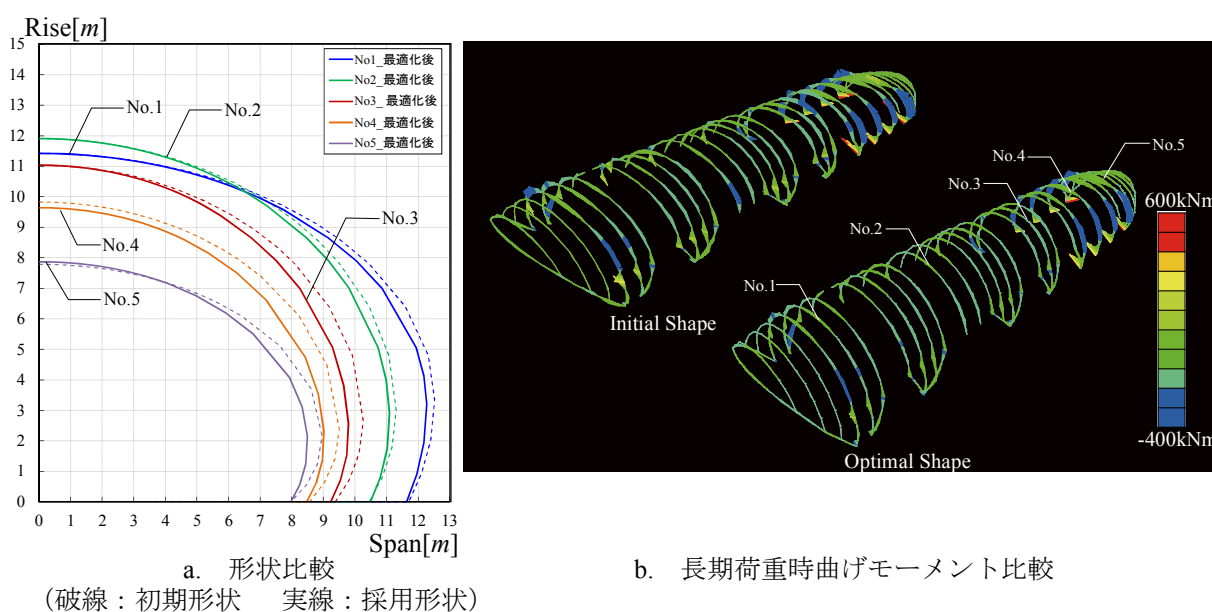 Rise[m]
15
14
13
12
11
10
9
8
7
6
5
4
3
2
1
0
No1_最適化後
No2_最適化後
No3_ 最適化後
No4_最適化後
No5_最適化後
No.1
No.2
No.3
No.4
No.5
0 1 2 3 4 5 6 7 8 9 10 11 12 13
Span[m]
a. 形状比較
（破線：初期形状 実線：採用形状）
Initial Shape
No.1
No.2
No.3
No.4
No.5
Optimal Shape
600kNm
-400kNm
b. 長期荷重時曲げモーメント比較